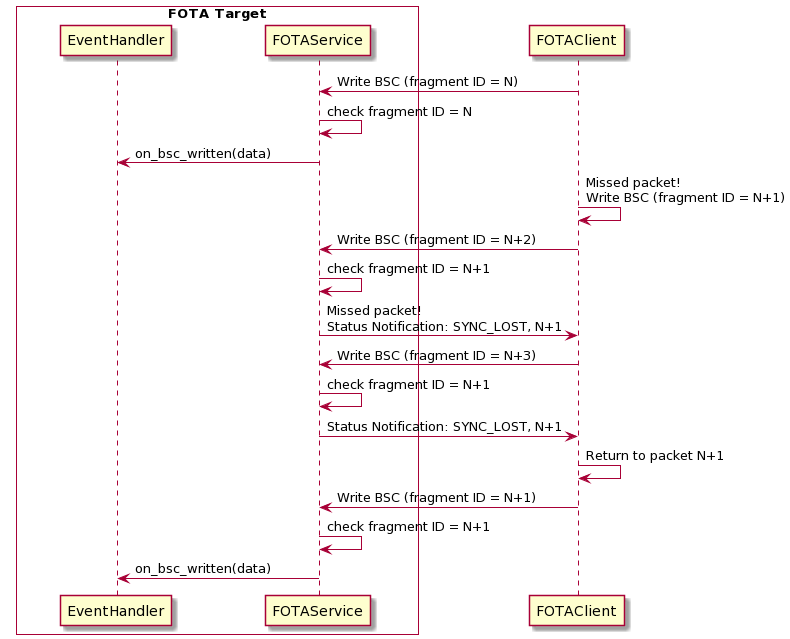 FOTA Target
EventHandler
FOTAService
FOTAClient
Write BSC (fragment ID = N)
check fragment ID = N
on_bsc_written(data)
Missed packet!
Write BSC (fragment ID = N+1)
Write BSC (fragment ID = N+2)
check fragment ID = N+1
Missed packet!
Status Notification: SYNC_LOST, N+1
Write BSC (fragment ID = N+3)
check fragment ID = N+1
Status Notification: SYNC_LOST, N+1
Return to packet N+1
Write BSC (fragment ID = N+1)
check fragment ID = N+1
on_bsc_written(data)
EventHandler
FOTAService
FOTAClient